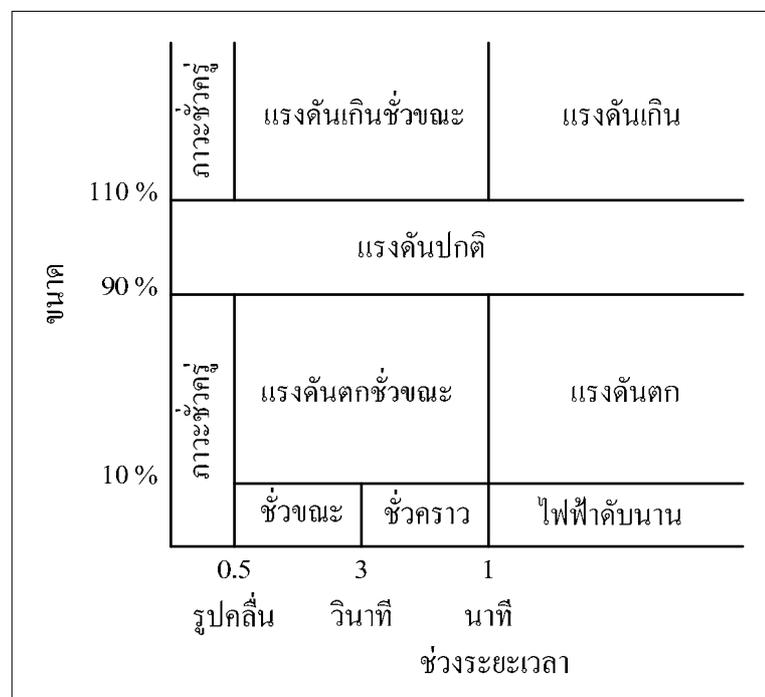 ภาวะชั่วครู่
แรงดันเกินชั่วขณะ
แรงดันเกิน
110 %
แรงดันปกติ
ขนาด
90 %
ภาวะชั่วครู่
แรงดันตกชั่วขณะ
แรงดันตก
10 %
ชั่วขณะ
ชั่วคราว
ไฟฟ้าดับนาน
0.5
3
1
รูปคลื่น
วินาที
นาที
ช่วงระยะเวลา